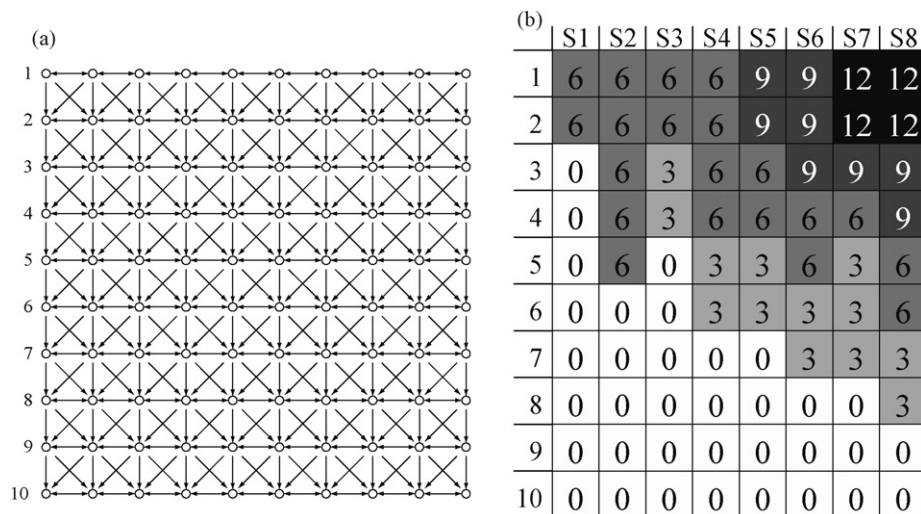 (a)
1
2
3
4
5
6
7
8
9
10
(b)
S1 S2 S3 S4 S5 S6 S7 S8
1 6 6 6 6 9 9 12 12
2 6 6 6 6 9 9 12 12
3 0 6 3 6 6 9 9 9
4 0 6 3 6 6 6 6 9
5 0 6 0 3 3 6 3 6
6 0 0 0 3 3 3 3 6
7 0 0 0 0 0 3 3 3
8 0 0 0 0 0 0 0 3
9 0 0 0 0 0 0 0 0
10 0 0 0 0 0 0 0 0